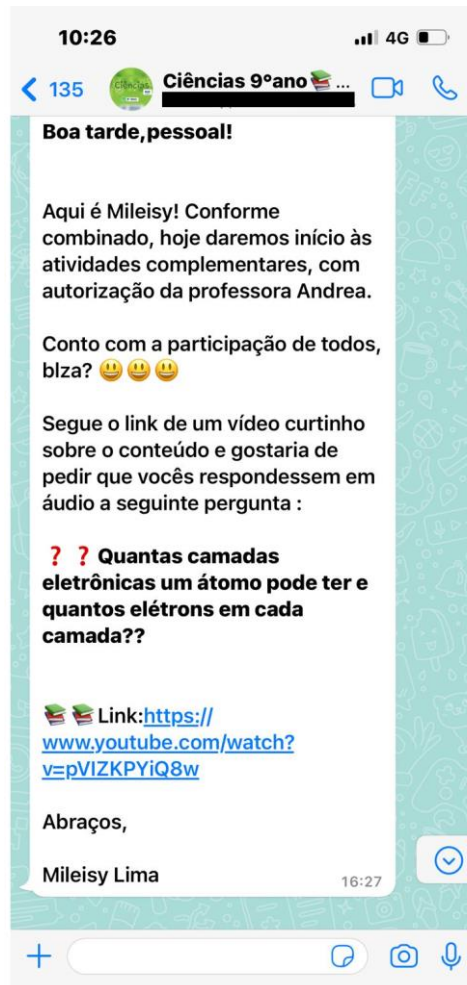 10:26
4G
135
Ciências 9ºano📚...
Boa tarde,pessoal!
Aqui é Mileisy! Conforme
combinado, hoje daremos início às
atividades complementares, com
autorização da professora Andrea.
Conto com a participação de todos,
blza? 😃 😃 😃
Segue o link de um vídeo curtinho
sobre o conteúdo e gostaria de
pedir que vocês respondessem em
áudio a seguinte pergunta :
❓ ❓ Quantas camadas
eletrônicas um átomo pode ter e
quantos elétrons em cada
camada??
📚 📚 Link:https://
www.youtube.com/watch?
v=pVIZKPYiQ8w
Abraços,
Mileisy Lima
16:27